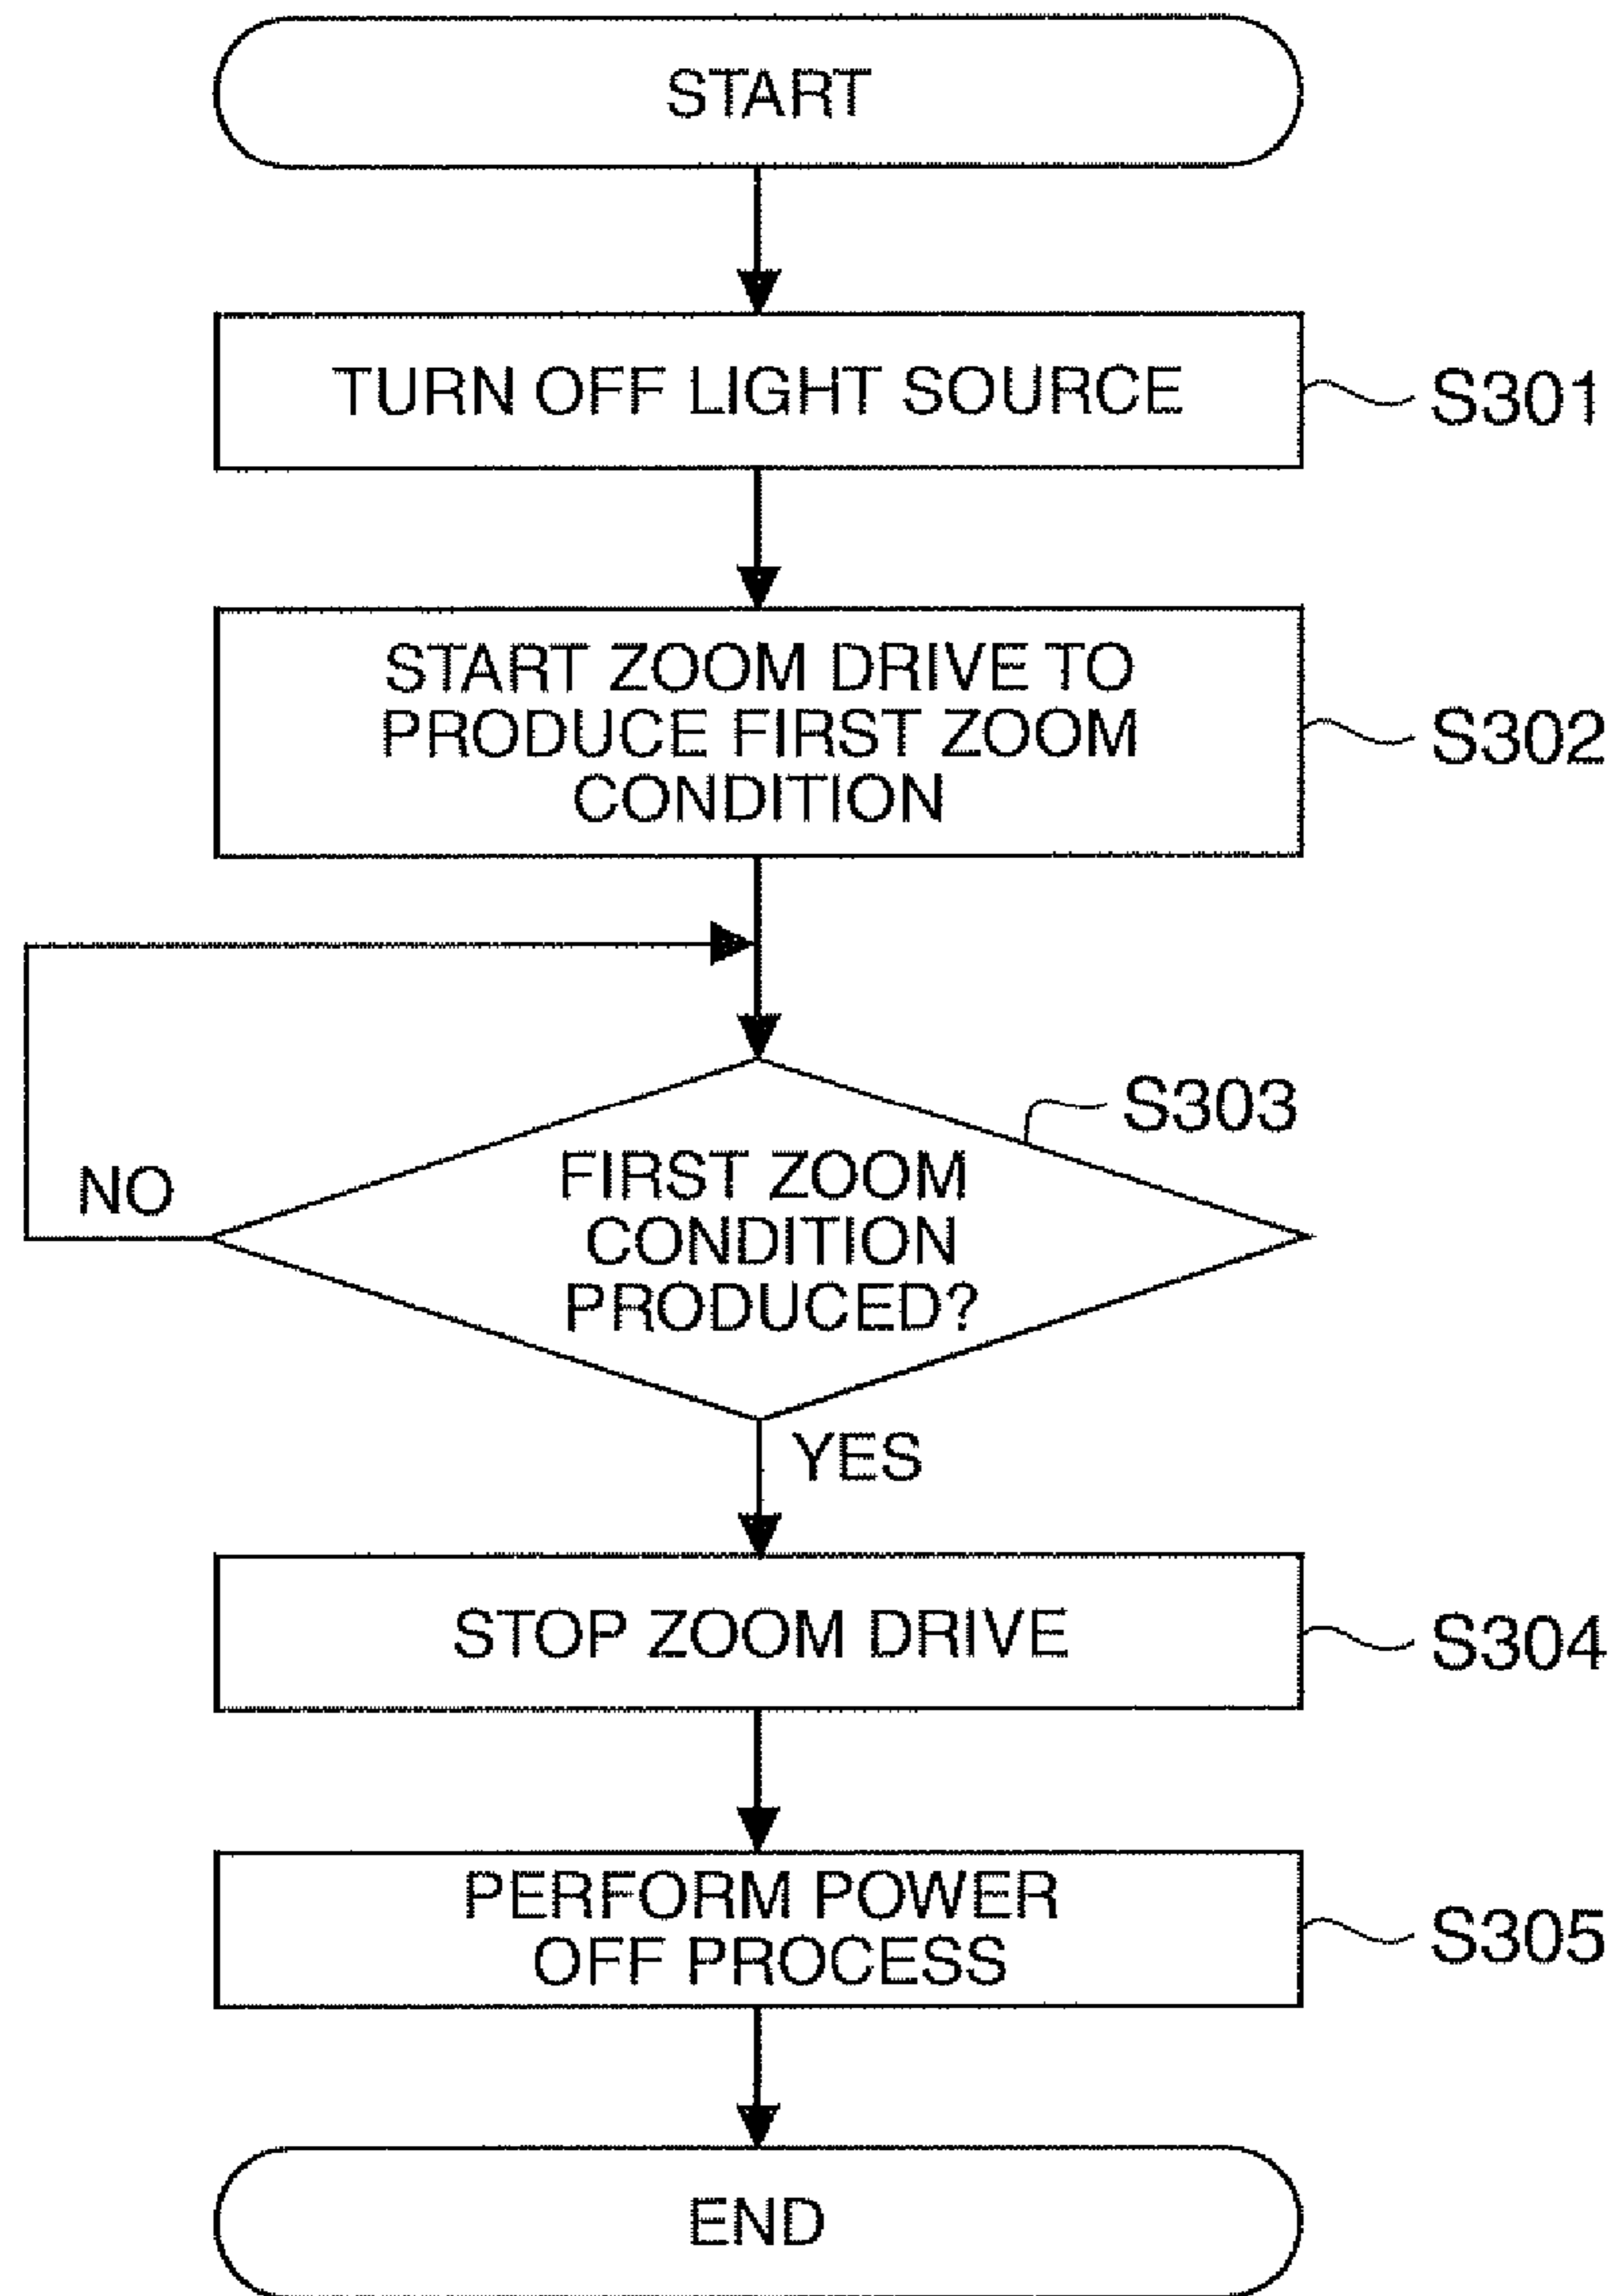 START
TURN OFF LIGHT SOURCE
S301
START ZOOM DRIVE TO
PRODUCE FIRST ZOOM
CONDITION
S302
S303
FIRST ZOOM
CONDITION
PRODUCED?
NO
YES
STOP ZOOM DRIVE
S304
PERFORM POWER
OFF PROCESS
S305
END